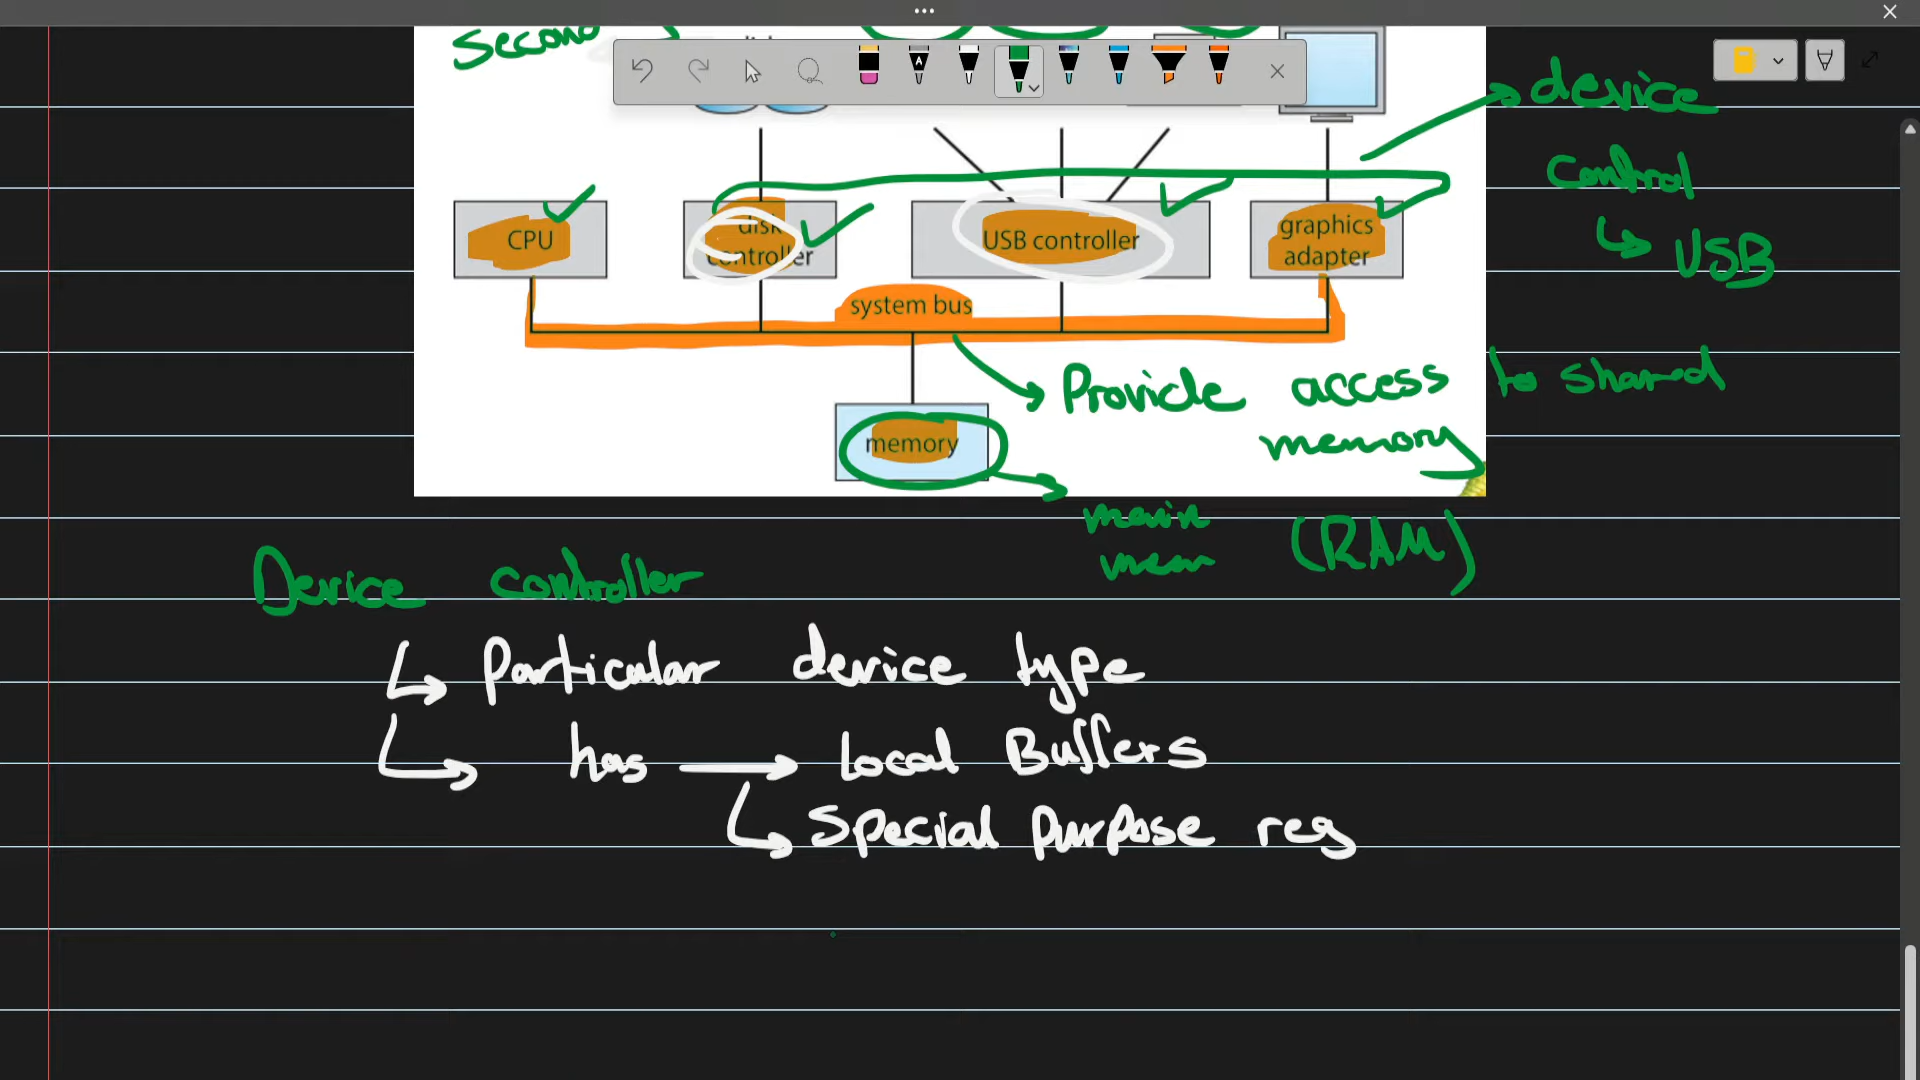 Second
device
control
USB
CPU
disk
controller
USB controller
graphics
adapter
system bus
Provide access to shared
memory
memory
main
mem
(RAM)
Device controller
Particular device type
has → Local Buffers
Special Purpose reg